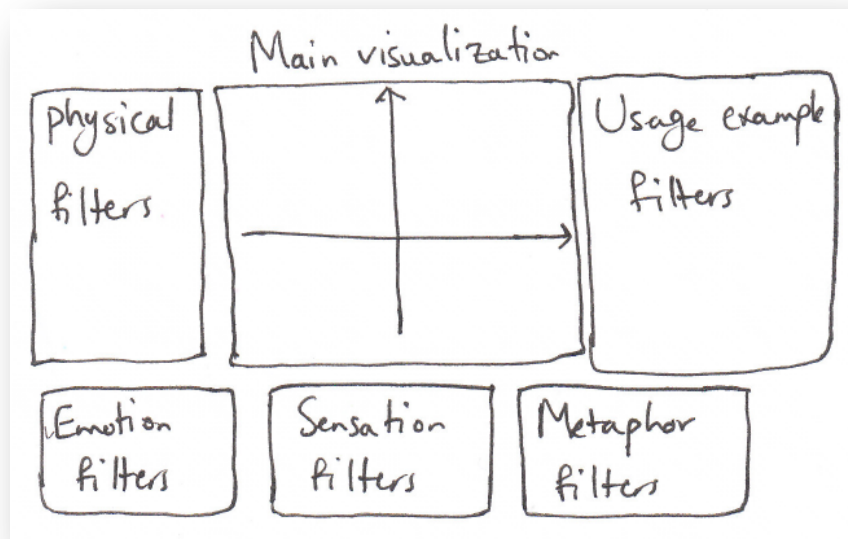 Main visualization
physical
filters
Usage example
filters
Emotion
filters
Sensation
filters
Metaphor
filters